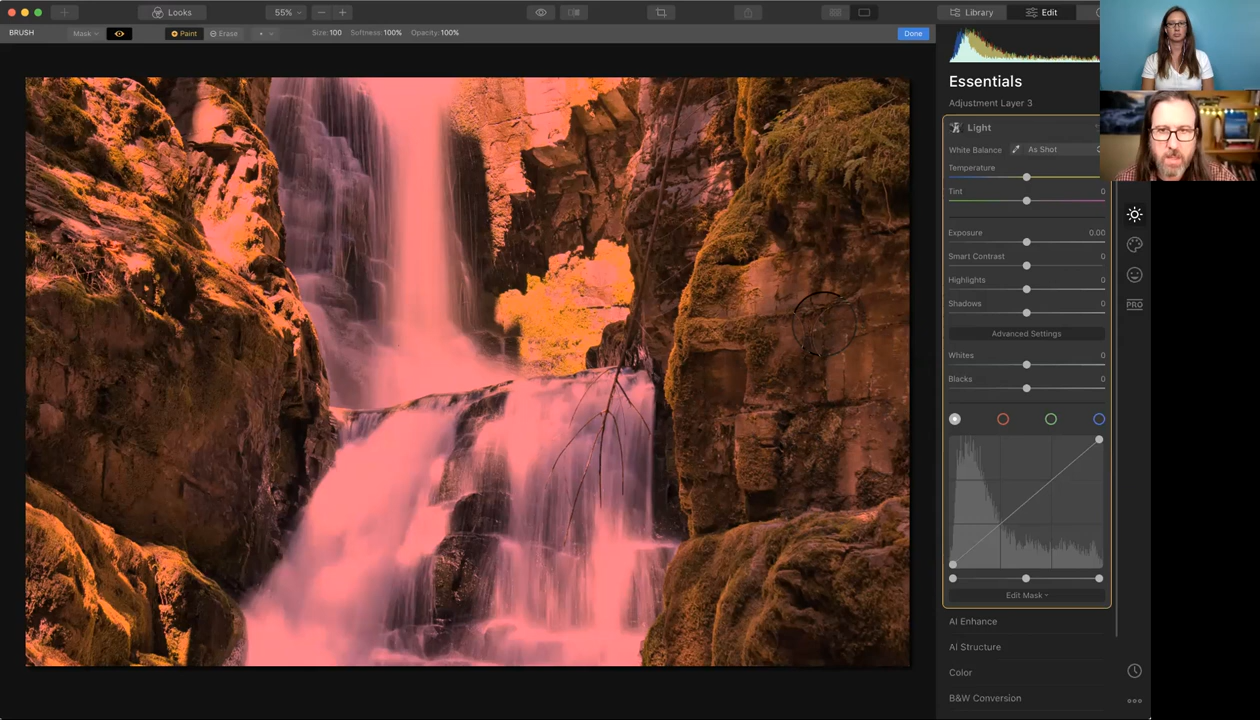 Looks 55% Library Edit
BRUSH Mask Paint Erase Size: 100 Softness: 100% Opacity: 100% Done
Essentials
Adjustment Layer 3
Light
White Balance As Shot
Temperature
Tint 0
Exposure 0.00
Smart Contrast 0
Highlights 0
Shadows 0
Advanced Settings
Whites 0
Blacks 0
Edit Mask
AI Enhance
AI Structure
Color
B&W Conversion
PRO